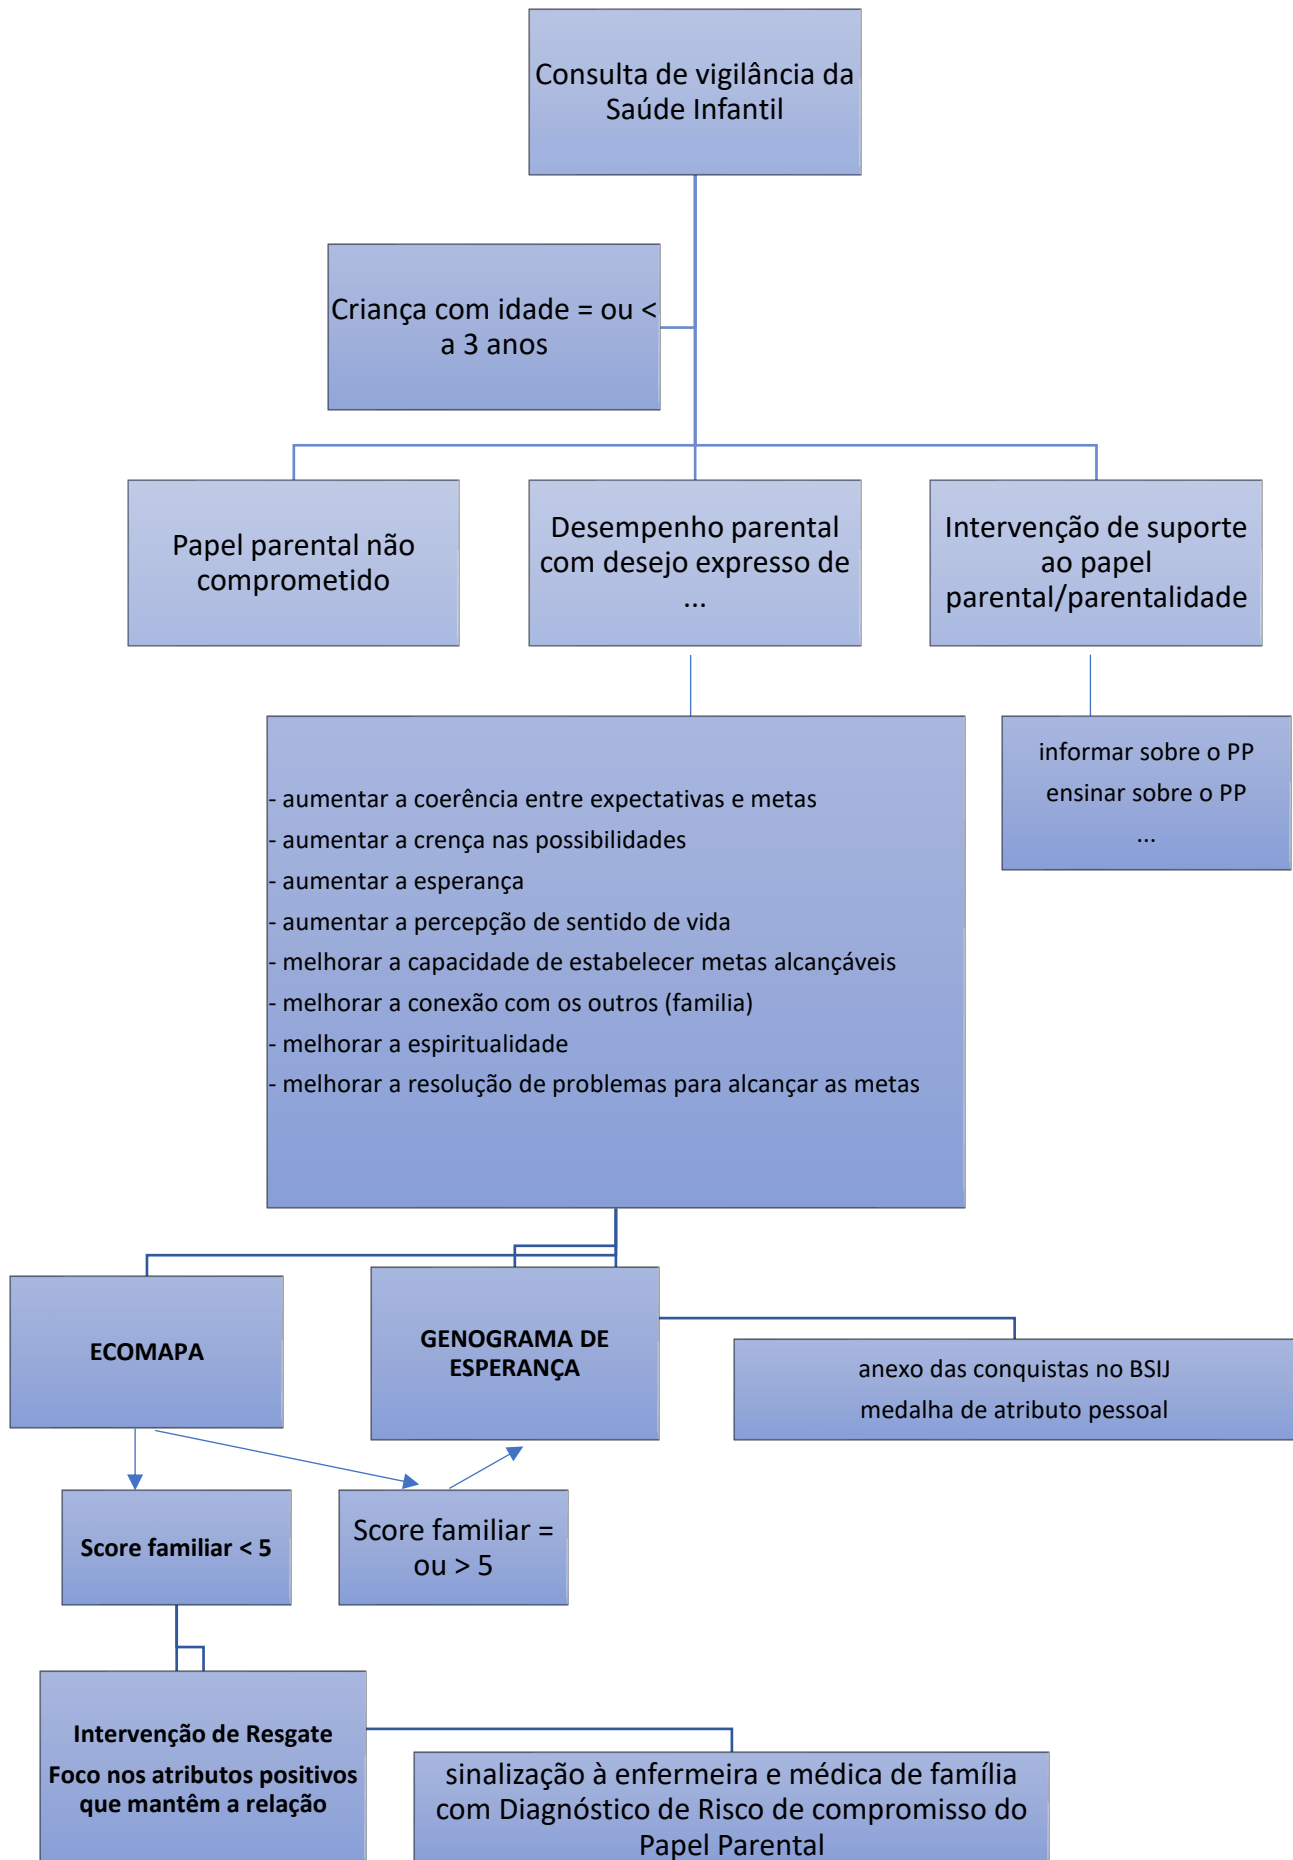 Consulta de vigilância da
Saúde Infantil
Criança com idade = ou <
a 3 anos
Papel parental não
comprometido
Desempenho parental
com desejo expresso de
...
Intervenção de suporte
ao papel
parental/parentalidade
informar sobre o PP
ensinar sobre o PP
...
- aumentar a coerência entre expectativas e metas
- aumentar a crença nas possibilidades
- aumentar a esperança
- aumentar a percepção de sentido de vida
- melhorar a capacidade de estabelecer metas alcançáveis
- melhorar a conexão com os outros (familia)
- melhorar a espiritualidade
- melhorar a resolução de problemas para alcançar as metas
ECOMAPA
GENOGRAMA DE
ESPERANÇA
anexo das conquistas no BSIJ
medalha de atributo pessoal
Score familiar < 5
Score familiar =
ou > 5
Intervenção de Resgate
Foco nos atributos positivos
que mantêm a relação
sinalização à enfermeira e médica de família
com Diagnóstico de Risco de compromisso do
Papel Parental